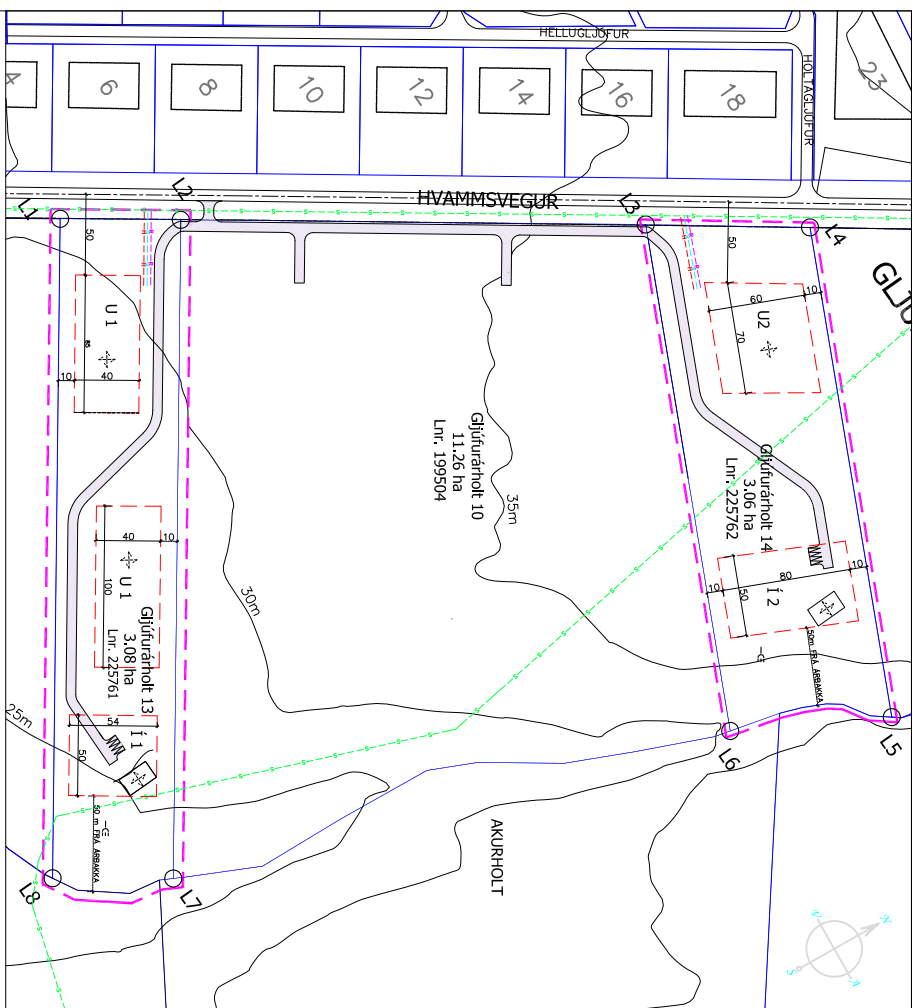 HELLUGLJÚFUR
HOLTAGLJÚFUR
4
6
8
10
12
14
16
18
23
HVAMMSVEGUR
L1
L2
L3
L4
GLJÚ
50
50
U 1
85
10
40
60
10
U2
70
Gljúfurárholt 10
11.26 ha
Lnr. 199504
35m
Gljúfurárholt 14
3.06 ha
Lnr. 225762
40
10
U 1
100
10
80
10
50
Í 2
50m FRÁ ÁRBAKKA
30m
Gljúfurárholt 13
3.08 ha
Lnr. 225761
25m
54
Í 1
50
50 m FRÁ ÁRBAKKA
L5
L6
L7
L8
AKURHOLT
N
S